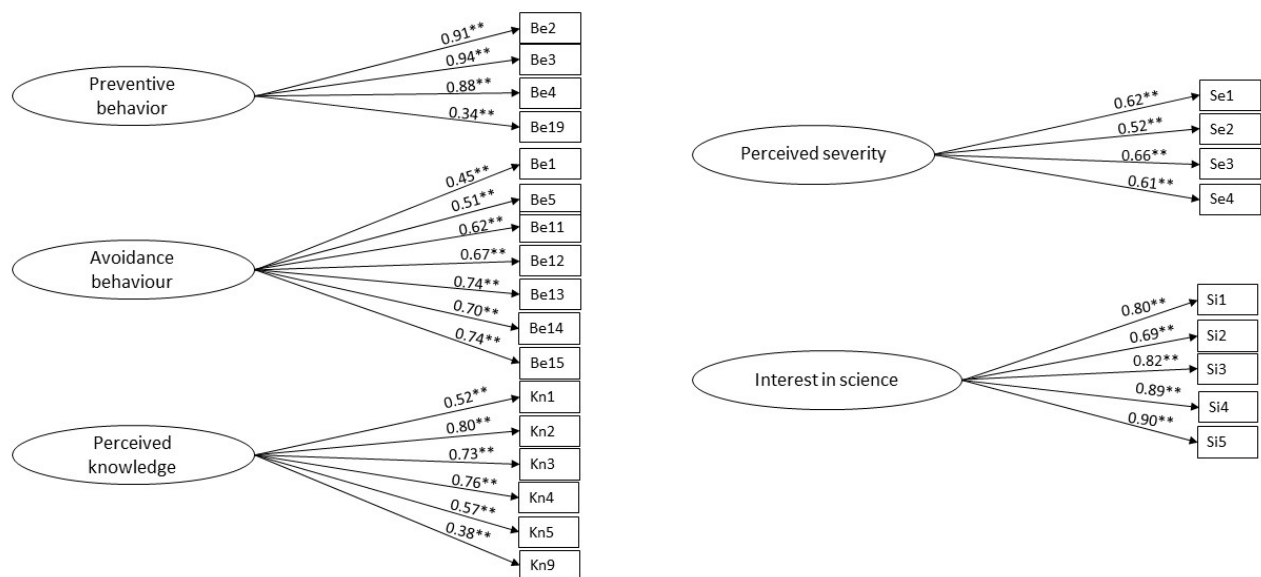 0.91** Be2
0.94** Be3
Preventive
behavior
0.88** Be4
0.34** Be19
0.45** Be1
0.51** Be5
0.62** Be11
Avoidance
behaviour
0.67** Be12
0.74** Be13
0.70** Be14
0.74** Be15
0.52** Kn1
0.80** Kn2
Perceived
knowledge
0.73** Kn3
0.76** Kn4
0.57** Kn5
0.38** Kn9
0.62** Se1
0.52** Se2
Perceived severity
0.66** Se3
0.61** Se4
0.80** Si1
0.69** Si2
0.82** Si3
Interest in science
0.89** Si4
0.90** Si5